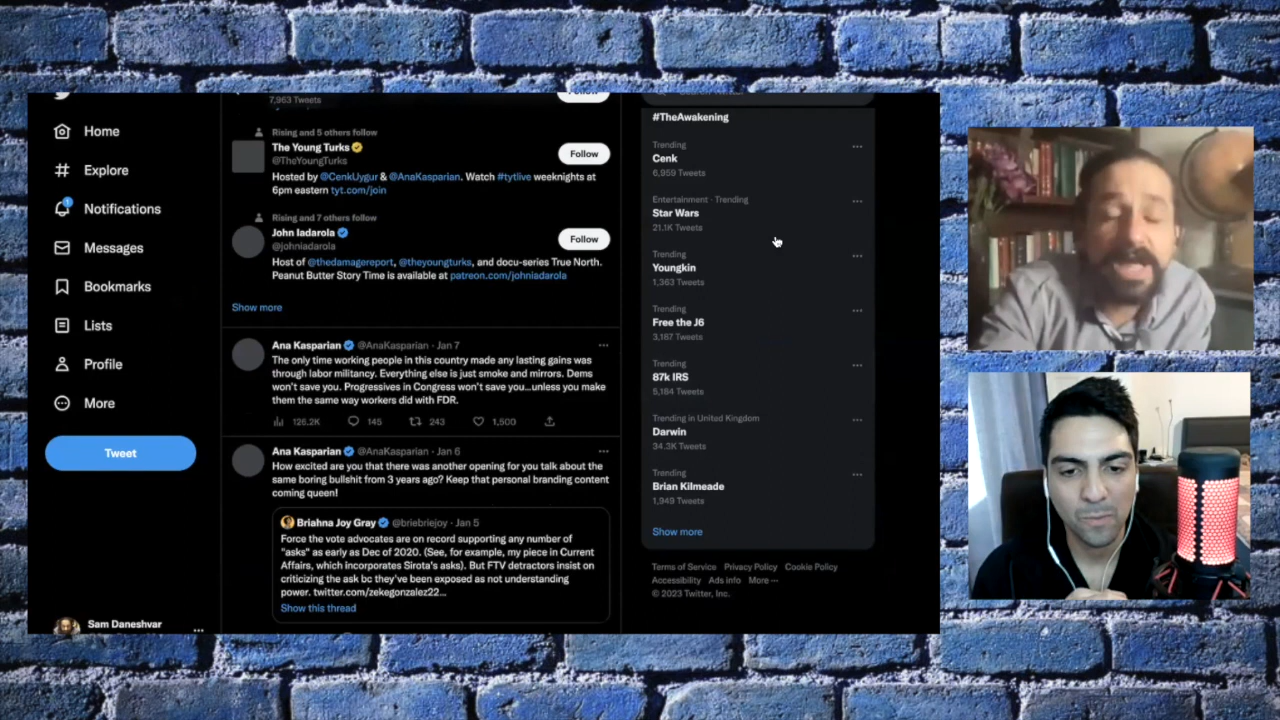 Home
Explore
Notifications
Messages
Bookmarks
Lists
Profile
More
Tweet
Sam Daneshvar
7,963 Tweets
Rising and 5 others follow
The Young Turks
@TheYoungTurks
Follow
Hosted by @CenkUygur & @AnaKasparian. Watch #tytlive weeknights at
6pm eastern tyt.com/join
Rising and 7 others follow
John Iadarola
@johniadarola
Follow
Host of @thedamagereport, @theyoungturks, and docu-series True North.
Peanut Butter Story Time is available at patreon.com/johniadarola
Show more
Ana Kasparian @AnaKasparian · Jan 7
The only time working people in this country made any lasting gains was
through labor militancy. Everything else is just smoke and mirrors. Dems
won't save you. Progressives in Congress won't save you...unless you make
them the same way workers did with FDR.
126.2K 145 243 1,500
Ana Kasparian @AnaKasparian · Jan 6
How excited are you that there was another opening for you talk about the
same boring bullshit from 3 years ago? Keep that personal branding content
coming queen!
Briahna Joy Gray @briebriejoy · Jan 5
Force the vote advocates are on record supporting any number of
"asks" as early as Dec of 2020. (See, for example, my piece in Current
Affairs, which incorporates Sirota's asks). But FTV detractors insist on
criticizing the ask bc they've been exposed as not understanding
power. twitter.com/zekegonzalez22...
Show this thread
#TheAwakening
Trending
Cenk
6,959 Tweets
Entertainment · Trending
Star Wars
21.1K Tweets
Trending
Youngkin
1,363 Tweets
Trending
Free the J6
3,187 Tweets
Trending
87k IRS
5,184 Tweets
Trending in United Kingdom
Darwin
34.3K Tweets
Trending
Brian Kilmeade
1,949 Tweets
Show more
Terms of Service Privacy Policy Cookie Policy
Accessibility Ads info More ···
© 2023 Twitter, Inc.